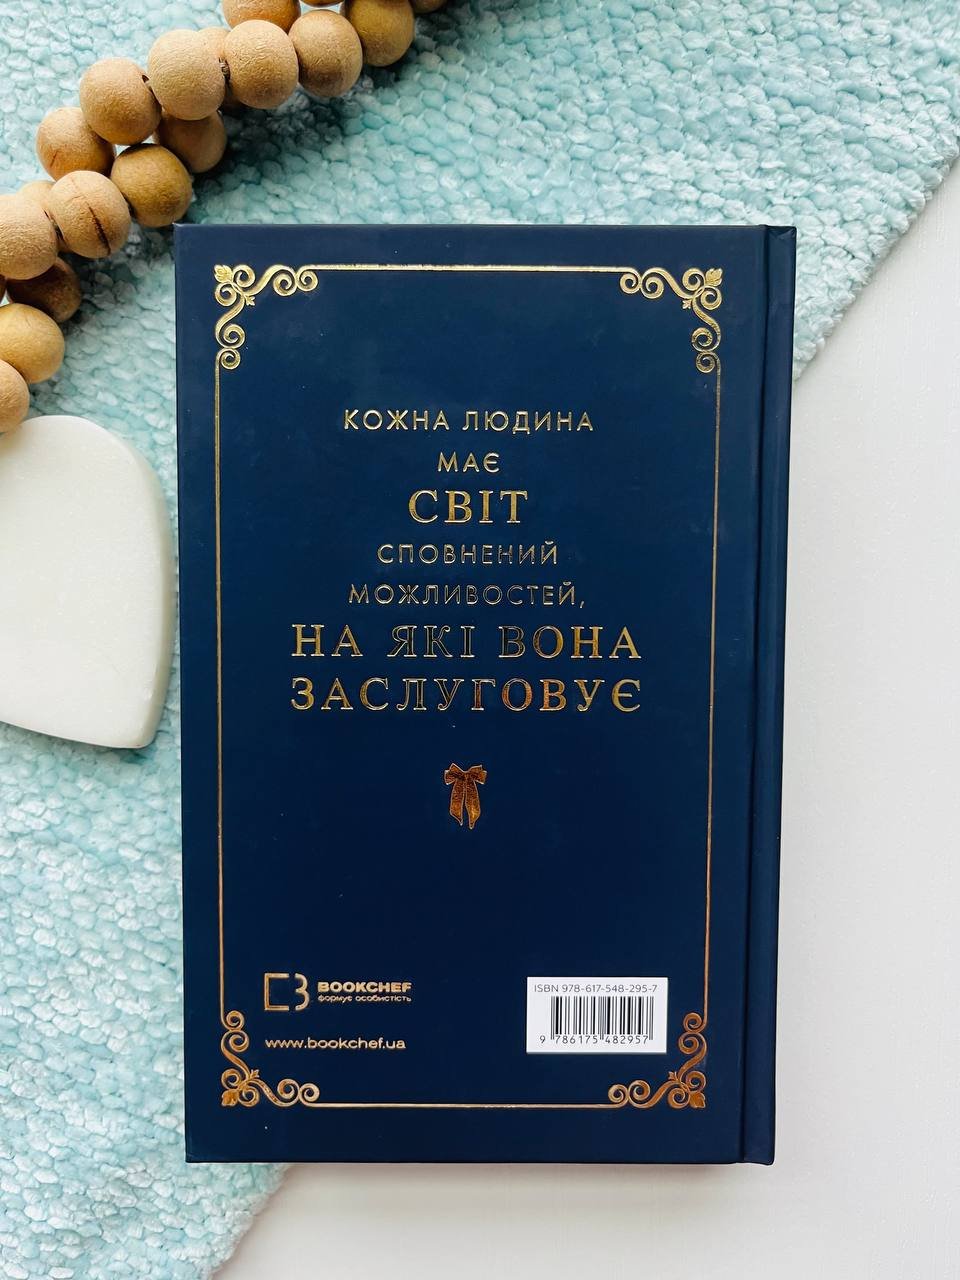 КОЖНА ЛЮДИНА
МАЄ
СВІТ
СПОВНЕНИЙ
МОЖЛИВОСТЕЙ,
НА ЯКІ ВОНА
ЗАСЛУГОВУЄ
BOOKCHEF
формує особистість
www.bookchef.ua
ISBN 978-617-548-295-7
9 786175 482957